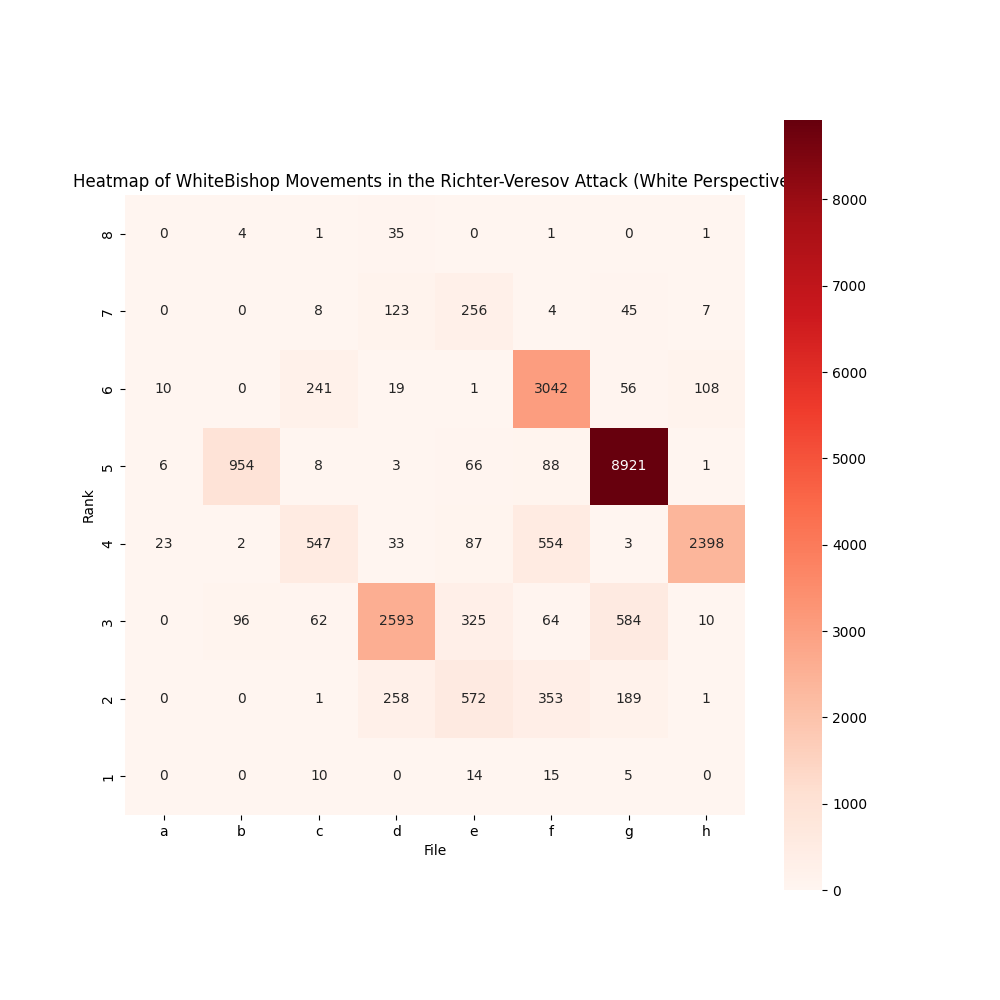 Heatmap of WhiteBishop Movements in the Richter-Veresov Attack (White Perspective
8 0 4 1 35 0 1 0 1
7 0 0 8 123 256 4 45 7
6 10 0 241 19 1 3042 56 108
5 6 954 8 3 66 88 8921 1
4 23 2 547 33 87 554 3 2398
3 0 96 62 2593 325 64 584 10
2 0 0 1 258 572 353 189 1
1 0 0 10 0 14 15 5 0
a b c d e f g h
File
Rank
8000
7000
6000
5000
4000
3000
2000
1000
0